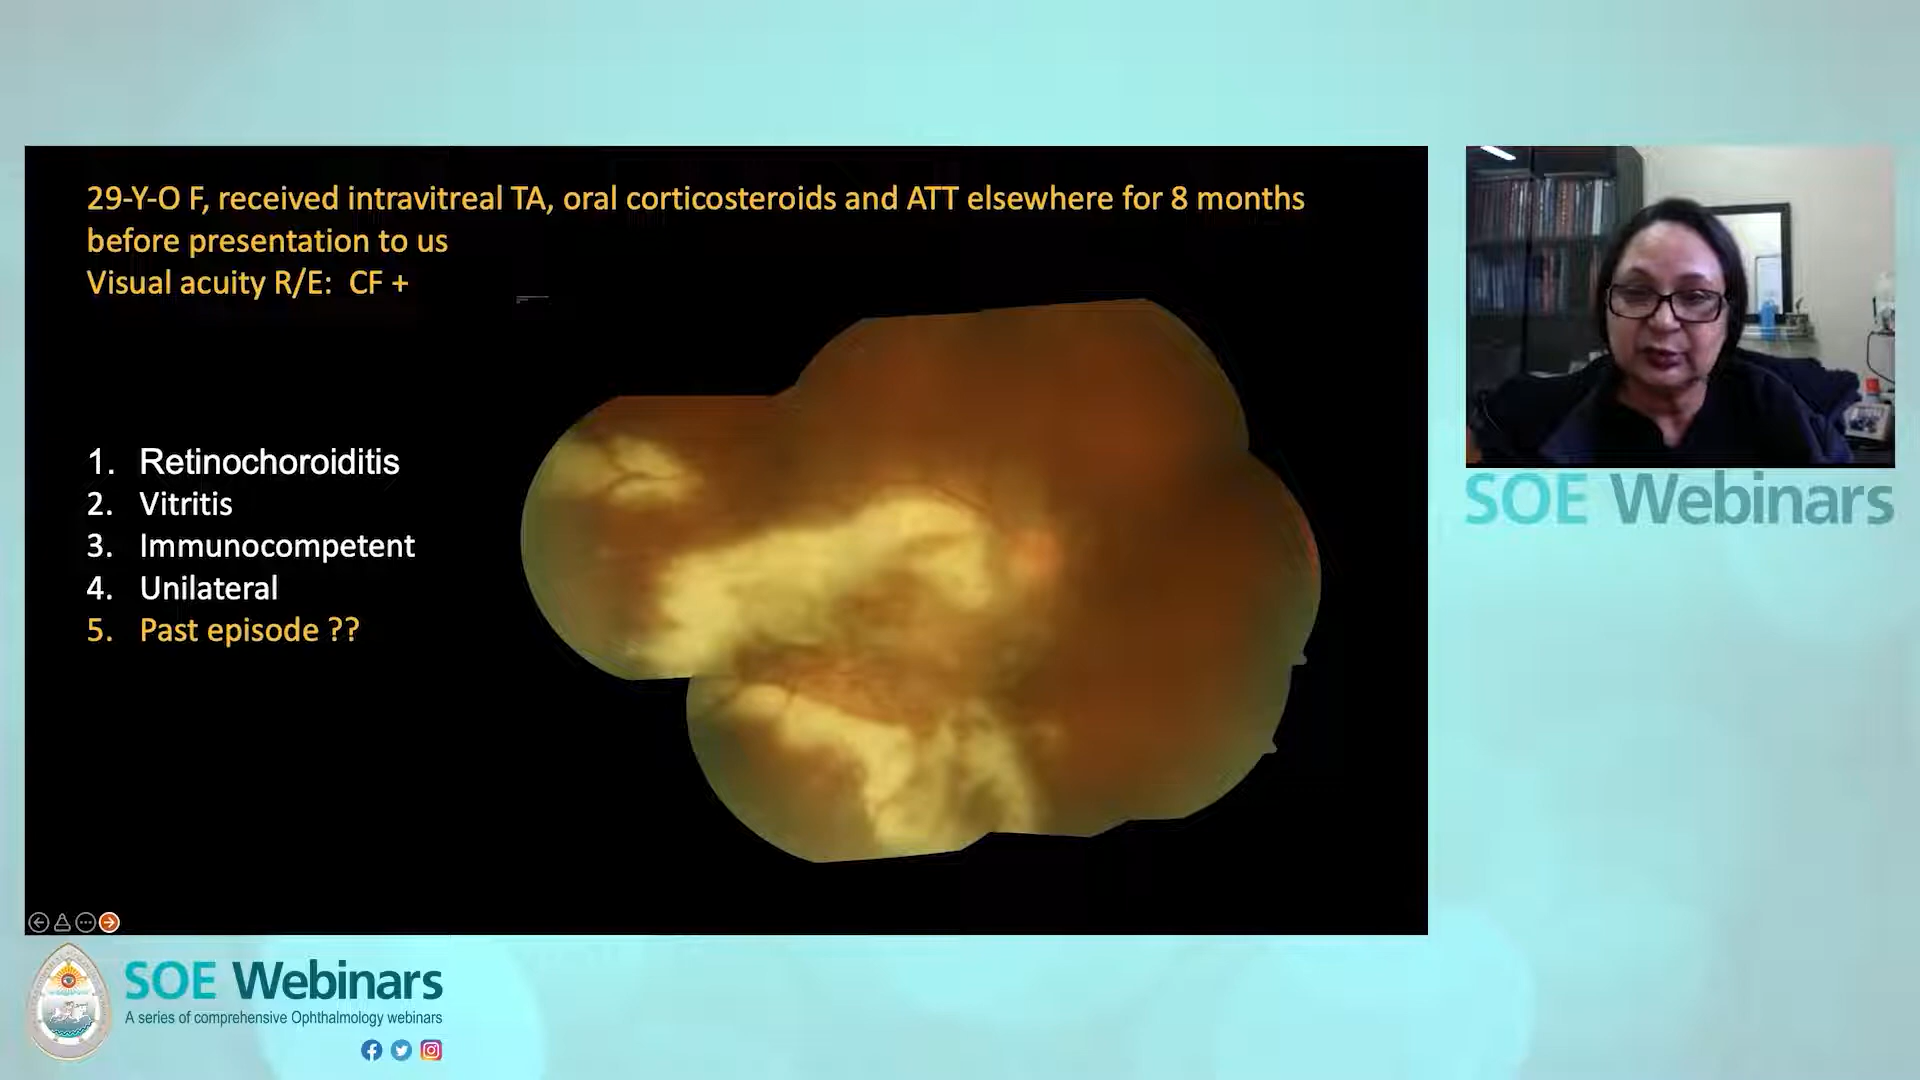 29-Y-O F, received intravitreal TA, oral corticosteroids and ATT elsewhere for 8 months
before presentation to us
Visual acuity R/E: CF +
1. Retinochoroiditis
2. Vitritis
3. Immunocompetent
4. Unilateral
5. Past episode ??
SOE Webinars
SOE Webinars
A series of comprehensive Ophthalmology webinars